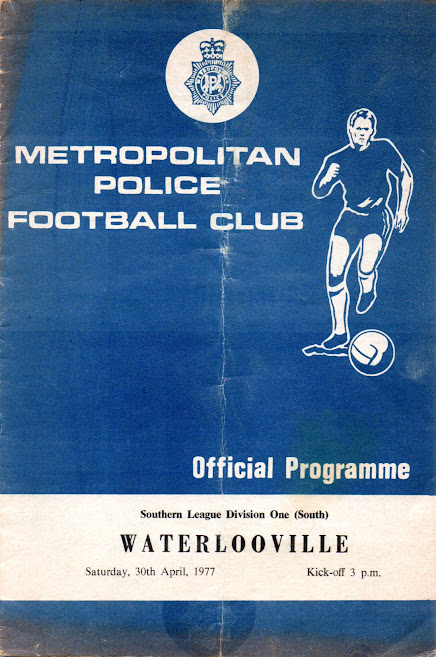 METROPOLITAN
POLICE
FOOTBALL CLUB
Official Programme
Southern League Division One (South)
WATERLOOVILLE
Saturday, 30th April, 1977 Kick-off 3 p.m.